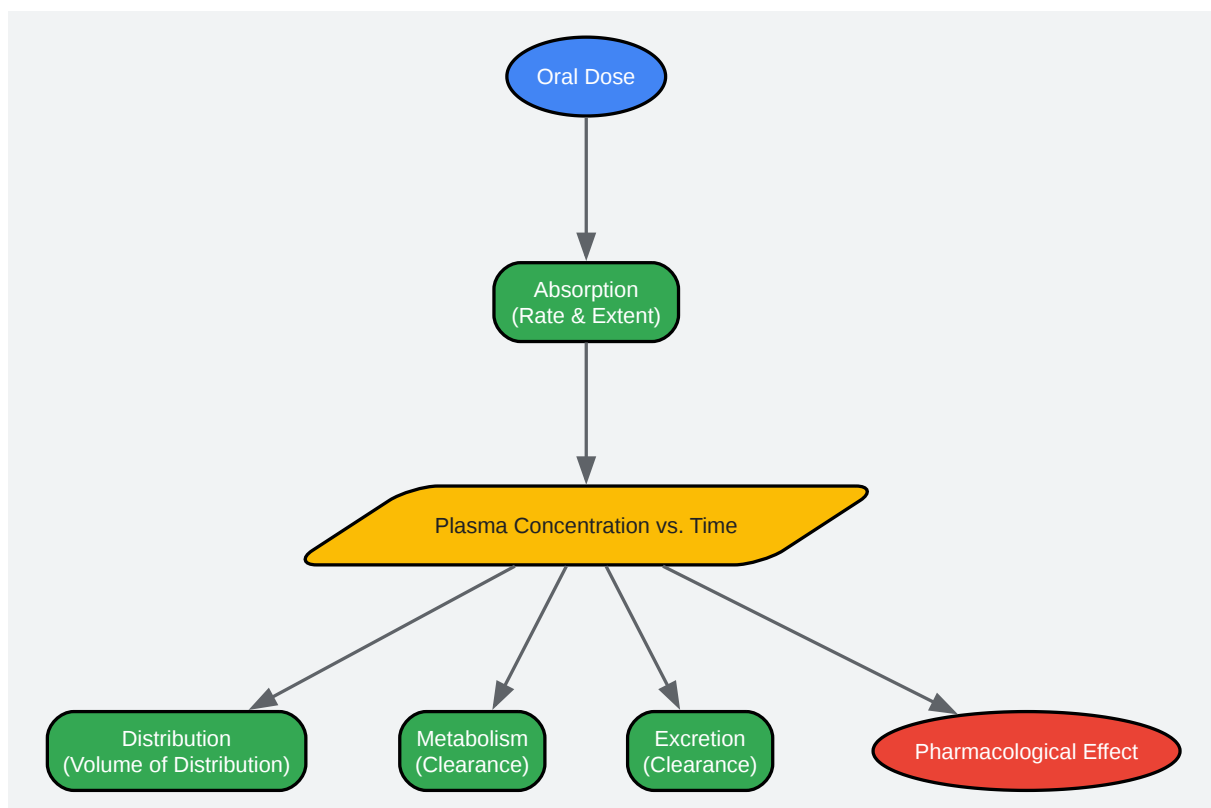 Oral Dose
Absorption
(Rate & Extent)
Plasma Concentration vs. Time
Distribution
(Volume of Distribution)
Metabolism
(Clearance)
Excretion
(Clearance)
Pharmacological Effect